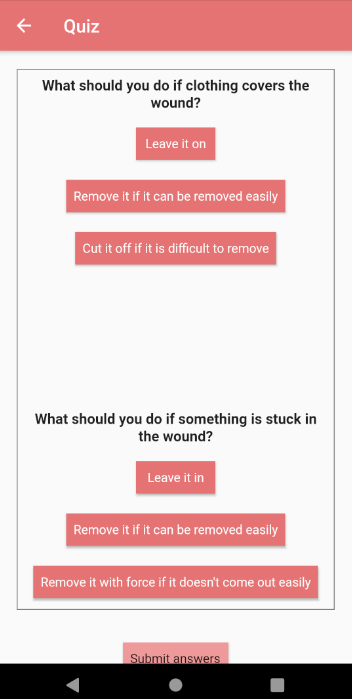 Quiz
What should you do if clothing covers the
wound?
Leave it on
Remove it if it can be removed easily
Cut it off if it is difficult to remove
What should you do if something is stuck in
the wound?
Leave it in
Remove it if it can be removed easily
Remove it with force if it doesn't come out easily
Submit answers